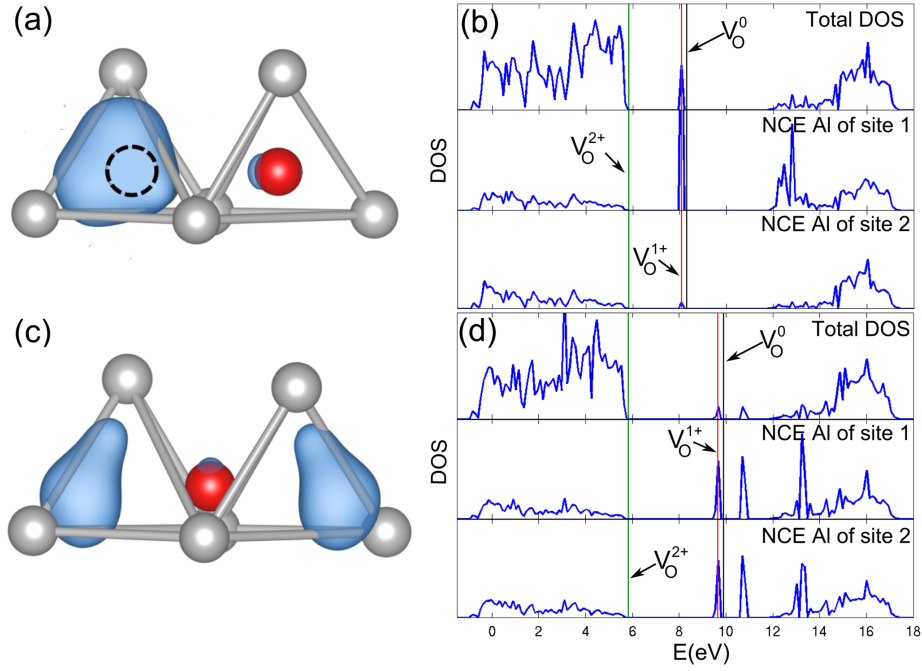 (a)
(b)
Total DOS
V_O^0
NCE Al of site 1
V_O^2+
NCE Al of site 2
V_O^1+
DOS
(c)
(d)
Total DOS
V_O^0
NCE Al of site 1
V_O^1+
NCE Al of site 2
V_O^2+
DOS
0 2 4 6 8 10 12 14 16 18
E(eV)